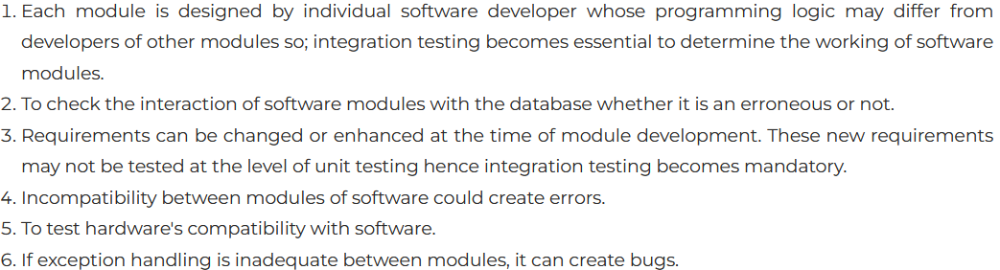 1. Each module is designed by individual software developer whose programming logic may differ from
developers of other modules so; integration testing becomes essential to determine the working of software
modules.
2. To check the interaction of software modules with the database whether it is an erroneous or not.
3. Requirements can be changed or enhanced at the time of module development. These new requirements
may not be tested at the level of unit testing hence integration testing becomes mandatory.
4. Incompatibility between modules of software could create errors.
5. To test hardware's compatibility with software.
6. If exception handling is inadequate between modules, it can create bugs.